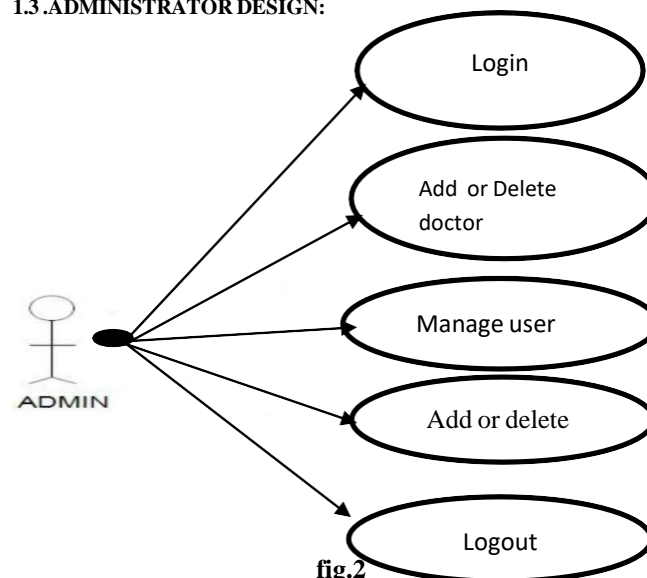 1.3 .ADMINISTRATOR DESIGN:
Login
Add or Delete
doctor
Manage user
ADMIN
Add or delete
Logout
fig.2